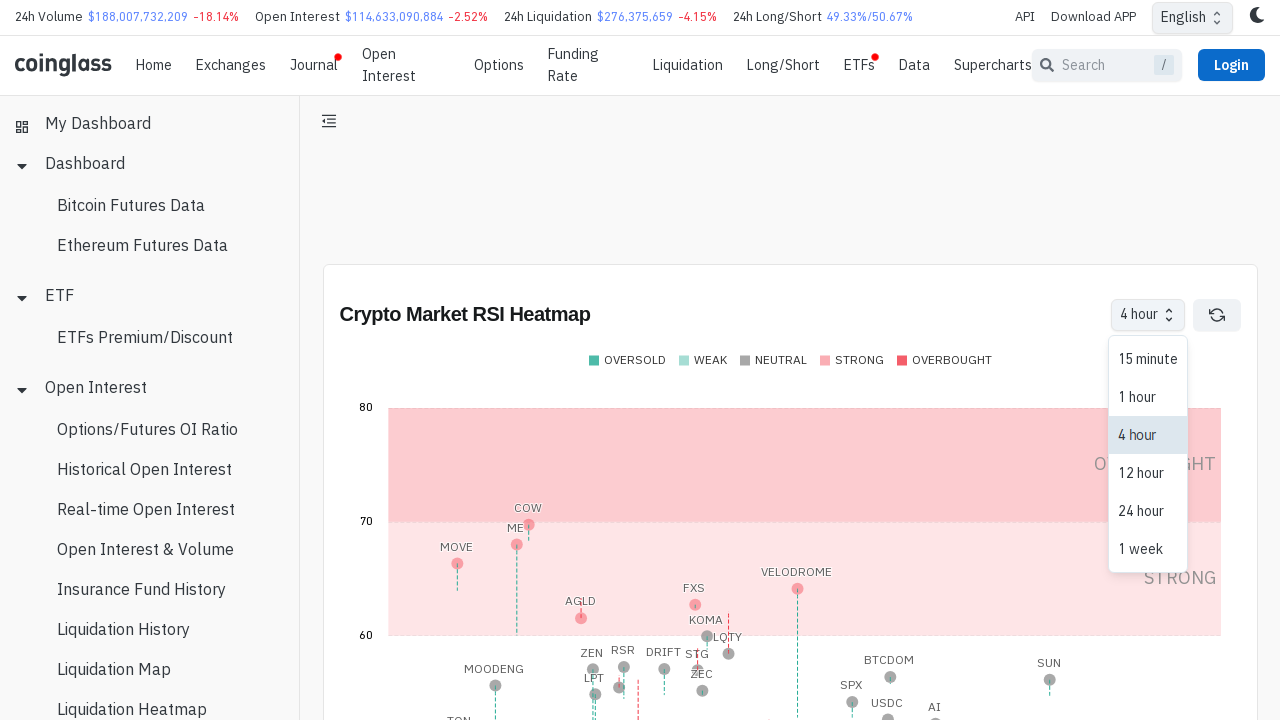 24h Volume $188,007,732,209 -18.14% Open Interest $114,633,090,884 -2.52% 24h Liquidation $276,375,659 -4.15% 24h Long/Short 49.33%/50.67% API Download APP English
coinglass Home Exchanges Journal Open Interest Options Funding Rate Liquidation Long/Short ETFs Data Supercharts Search / Login
My Dashboard
Dashboard
Bitcoin Futures Data
Ethereum Futures Data
ETF
ETFs Premium/Discount
Open Interest
Options/Futures OI Ratio
Historical Open Interest
Real-time Open Interest
Open Interest & Volume
Insurance Fund History
Liquidation History
Liquidation Map
Liquidation Heatmap
Crypto Market RSI Heatmap
4 hour
15 minute
1 hour
4 hour
12 hour
24 hour
1 week
OVERSOLD WEAK NEUTRAL STRONG OVERBOUGHT
80
70
60
STRONG
COW
ME
MOVE
VELODROME
FXS
AGLD
KOMA
LQTY
ZEN
RSR
DRIFT
STG
MOODENG
LPT
ZEC
BTCDOM
SUN
SPX
USDC
AI